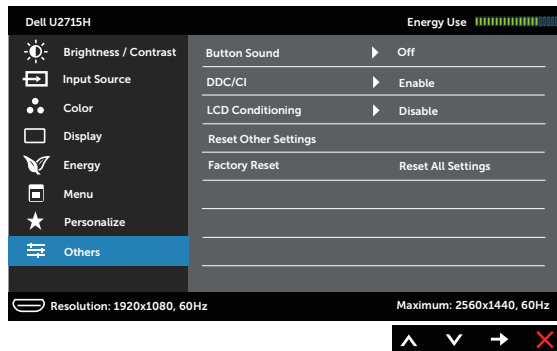 Dell U2715H Energy Use
Brightness / Contrast Button Sound Off
Input Source DDC/CI Enable
Color LCD Conditioning Disable
Display Reset Other Settings
Energy Factory Reset Reset All Settings
Menu
Personalize
Others
Resolution: 1920x1080, 60Hz Maximum: 2560x1440, 60Hz